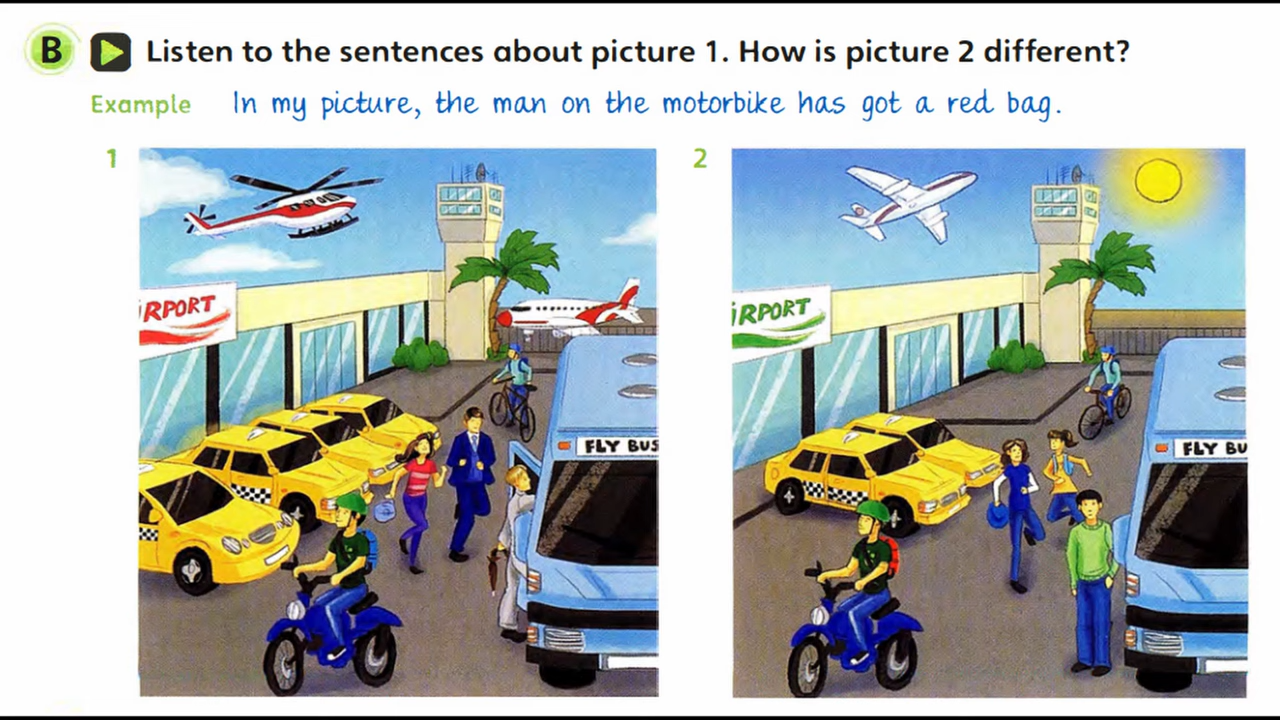 B Listen to the sentences about picture 1. How is picture 2 different?
Example In my picture, the man on the motorbike has got a red bag.
1
2
IRPORT
FLY BUS
iRPORT
FLY BU